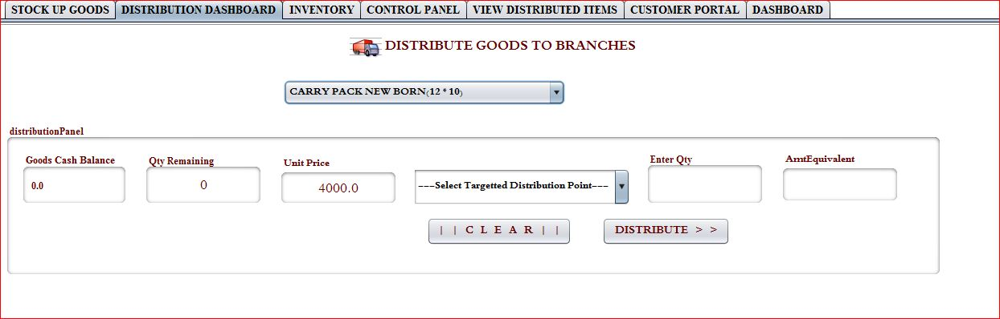 STOCK UP GOODS DISTRIBUTION DASHBOARD INVENTORY CONTROL PANEL VIEW DISTRIBUTED ITEMS CUSTOMER PORTAL DASHBOARD
DISTRIBUTE GOODS TO BRANCHES
CARRY PACK NEW BORN(12 * 10)
distributionPanel
Goods Cash Balance Qty Remaining Unit Price Enter Qty AmtEquivalent
0.0 0 4000.0 ---Select Targetted Distribution Point---
| | C L E A R | | DISTRIBUTE > >